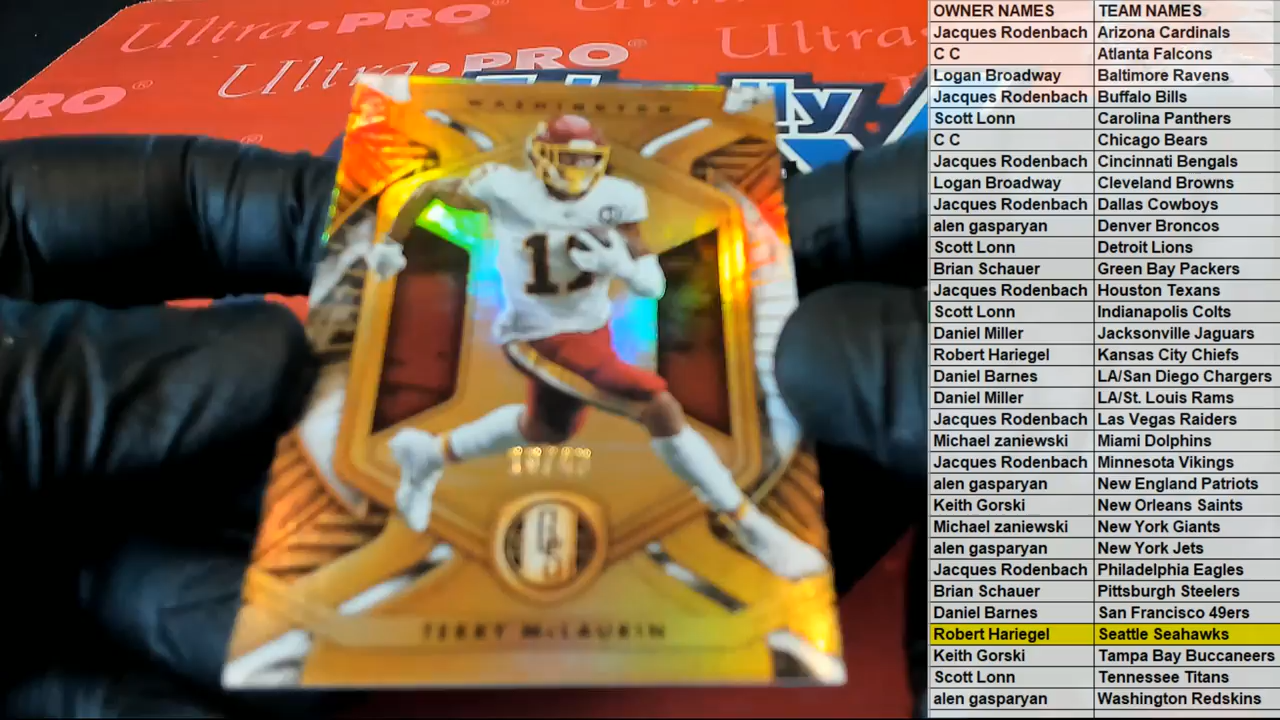 Ultra PRO®
Ultra
Ultra PRO®
PRO®
WASHINGTON
TERRY McLAURIN
OWNER NAMES TEAM NAMES
Jacques Rodenbach Arizona Cardinals
C C Atlanta Falcons
Logan Broadway Baltimore Ravens
Jacques Rodenbach Buffalo Bills
Scott Lonn Carolina Panthers
C C Chicago Bears
Jacques Rodenbach Cincinnati Bengals
Logan Broadway Cleveland Browns
Jacques Rodenbach Dallas Cowboys
alen gasparyan Denver Broncos
Scott Lonn Detroit Lions
Brian Schauer Green Bay Packers
Jacques Rodenbach Houston Texans
Scott Lonn Indianapolis Colts
Daniel Miller Jacksonville Jaguars
Robert Hariegel Kansas City Chiefs
Daniel Barnes LA/San Diego Chargers
Daniel Miller LA/St. Louis Rams
Jacques Rodenbach Las Vegas Raiders
Michael zaniewski Miami Dolphins
Jacques Rodenbach Minnesota Vikings
alen gasparyan New England Patriots
Keith Gorski New Orleans Saints
Michael zaniewski New York Giants
alen gasparyan New York Jets
Jacques Rodenbach Philadelphia Eagles
Brian Schauer Pittsburgh Steelers
Daniel Barnes San Francisco 49ers
Robert Hariegel Seattle Seahawks
Keith Gorski Tampa Bay Buccaneers
Scott Lonn Tennessee Titans
alen gasparyan Washington Redskins